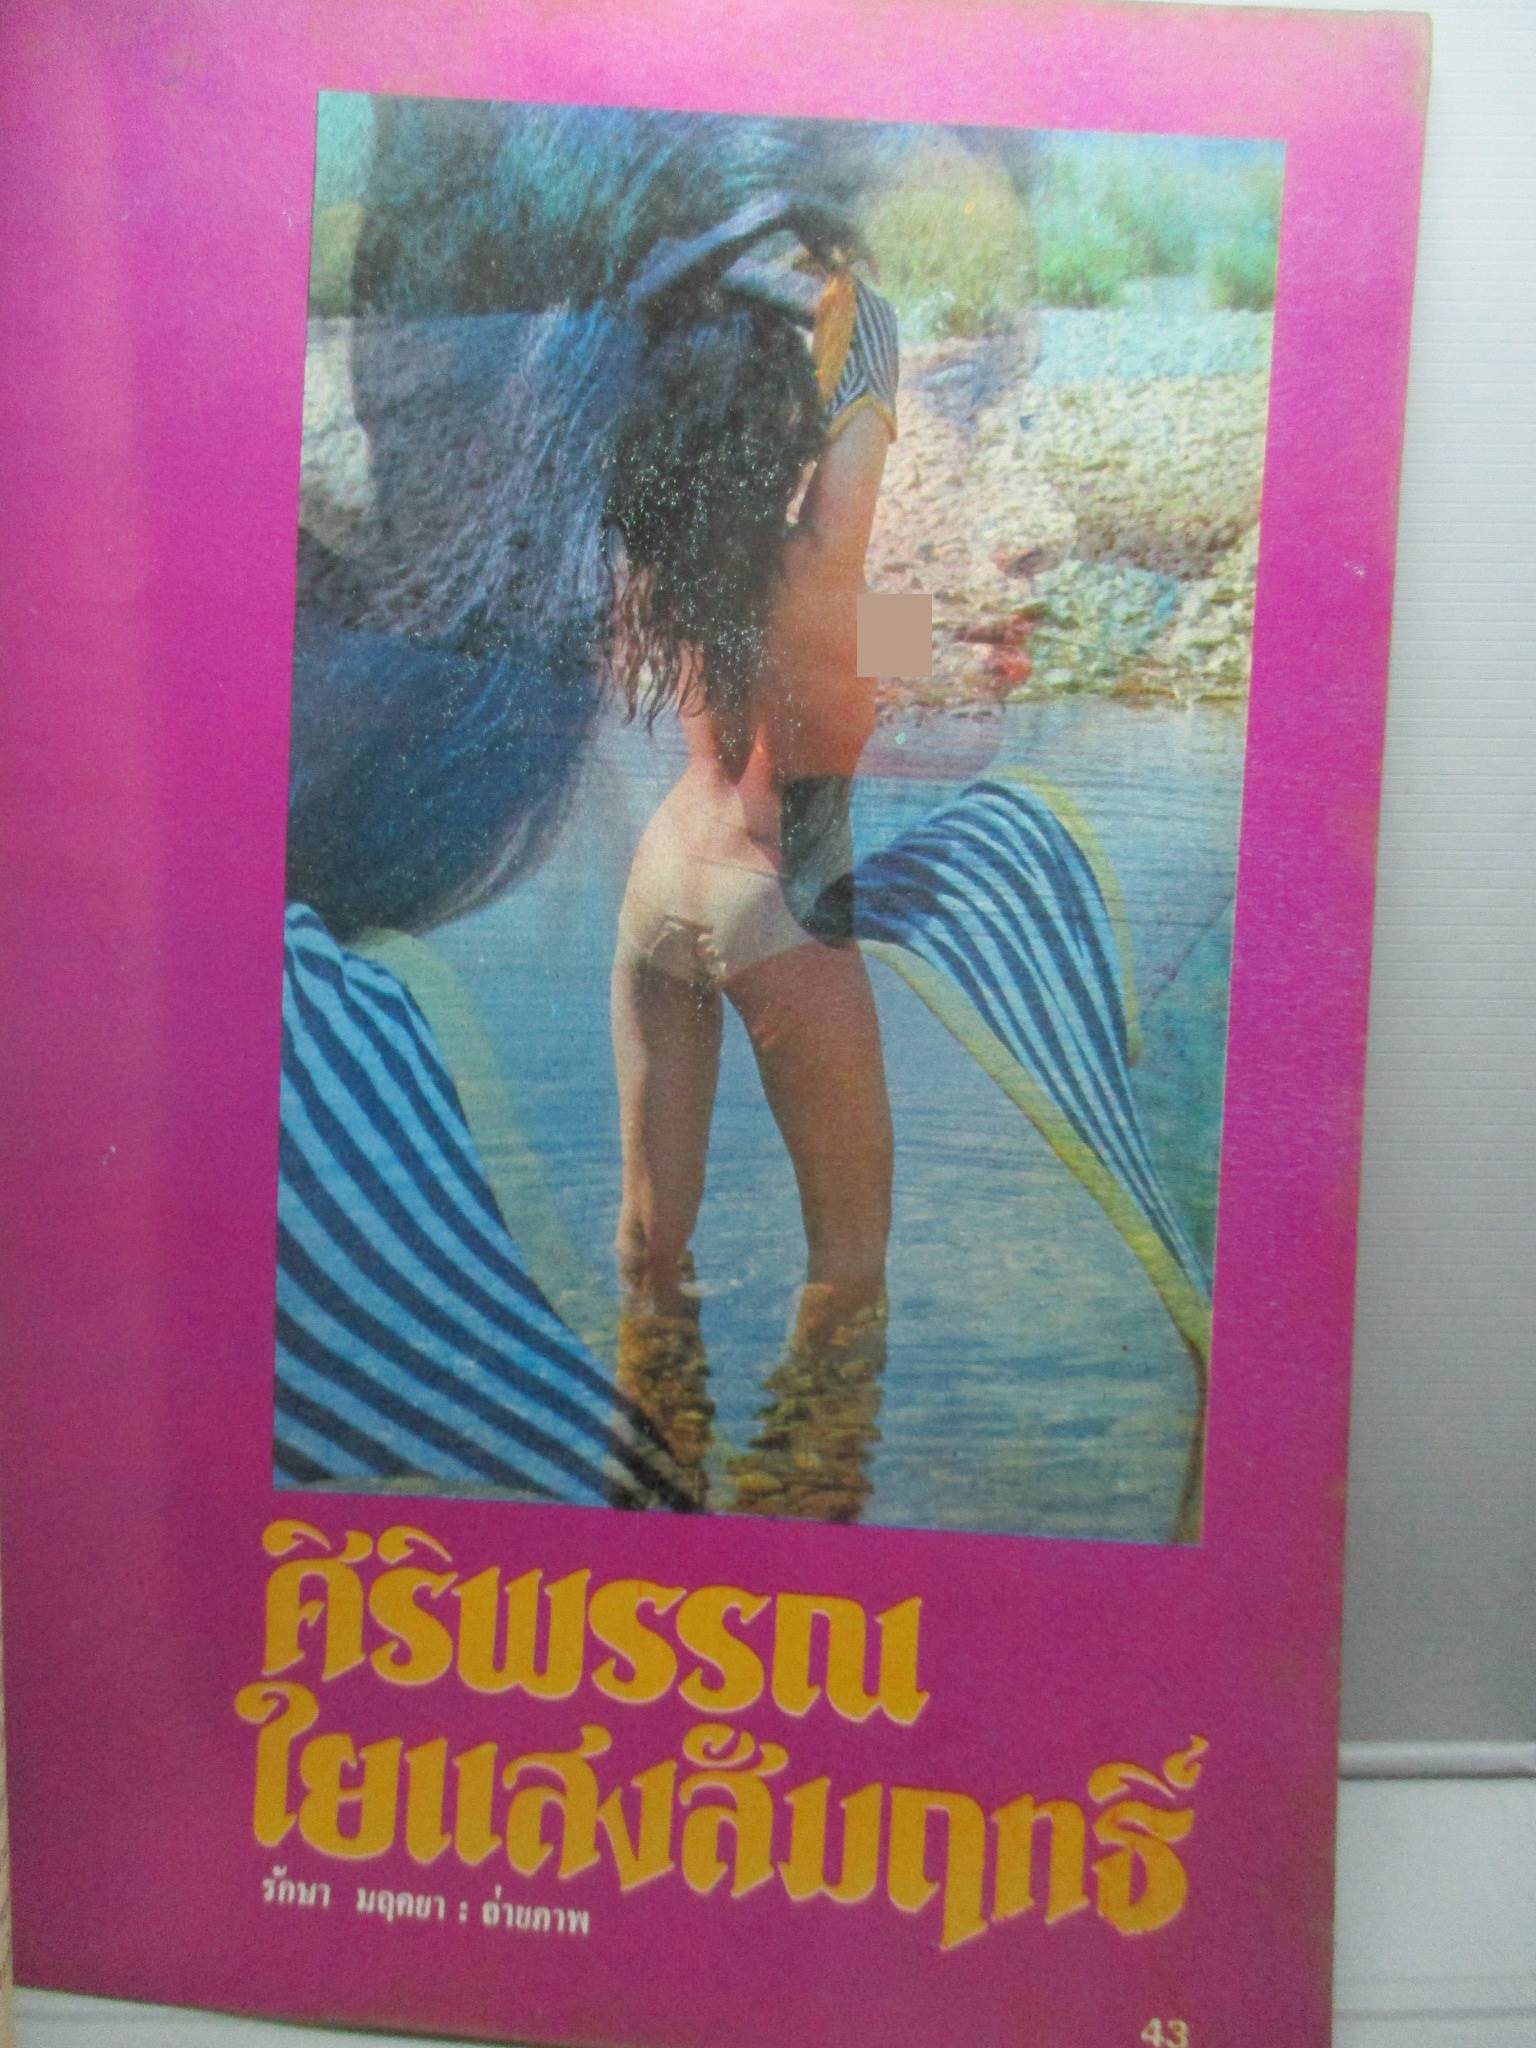 ศิริพรรณ
ใยแสงสัมฤทธิ์
รักษา มฤคยา : ถ่ายภาพ
43